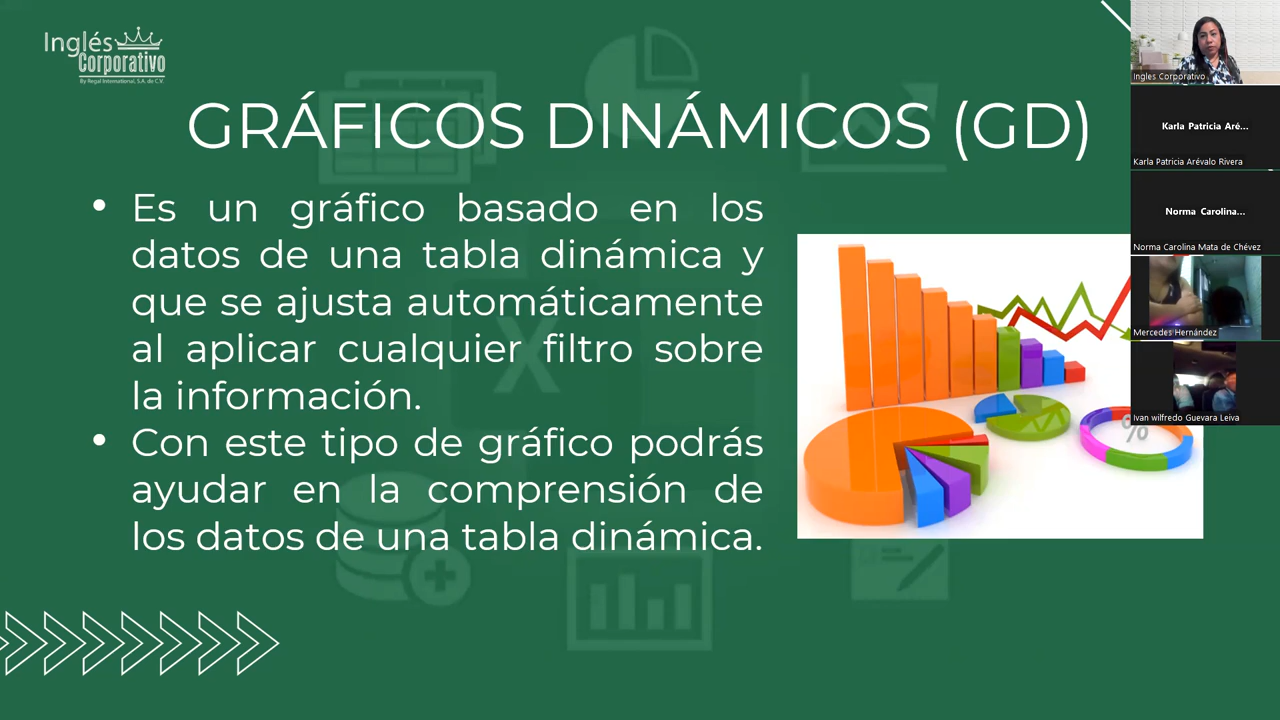 Inglés
Corporativo
By Regal International, S.A. de C.V.
GRÁFICOS DINÁMICOS (GD)
• Es un gráfico basado en los
datos de una tabla dinámica y
que se ajusta automáticamente
al aplicar cualquier filtro sobre
la información.
• Con este tipo de gráfico podrás
ayudar en la comprensión de
los datos de una tabla dinámica.
X
%
Ingles Corporativo
Karla Patricia Aré...
Karla Patricia Arévalo Rivera
Norma Carolina...
Norma Carolina Mata de Chévez
Mercedes Hernández
Ivan wilfredo Guevara Leiva